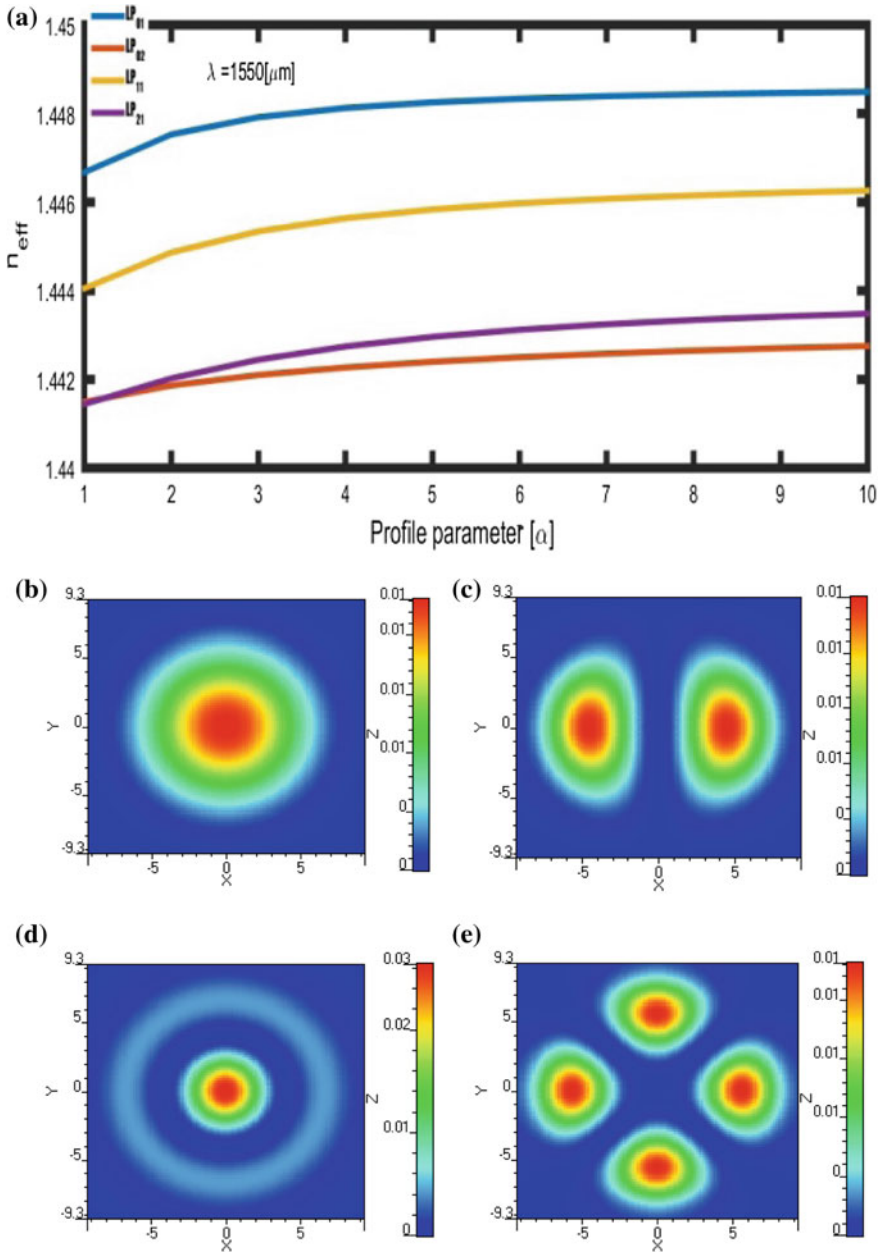 (a)
1.45
LP01
LP02
λ =1550[μm]
LP11
LP21
1.448
1.446
neff
1.444
1.442
1.44
1 2 3 4 5 6 7 8 9 10
Profile parameter [α]
(b)
9.3
5
Y 0
-5
-9.3
-5 0 5
X
0.01
0.01
0.01
0.01
0
0
(c)
9.3
5
Z
Y 0
-5
-9.3
-5 0 5
X
0.01
0.01
0.01
0.01
0
0
(d)
9.3
5
Y 0
-5
-9.3
-5 0 5
X
0.03
0.02
0.01
0
(e)
9.3
5
Z
Y 0
-5
-9.3
-5 0 5
X
0.01
0.01
0.01
0.01
0
0